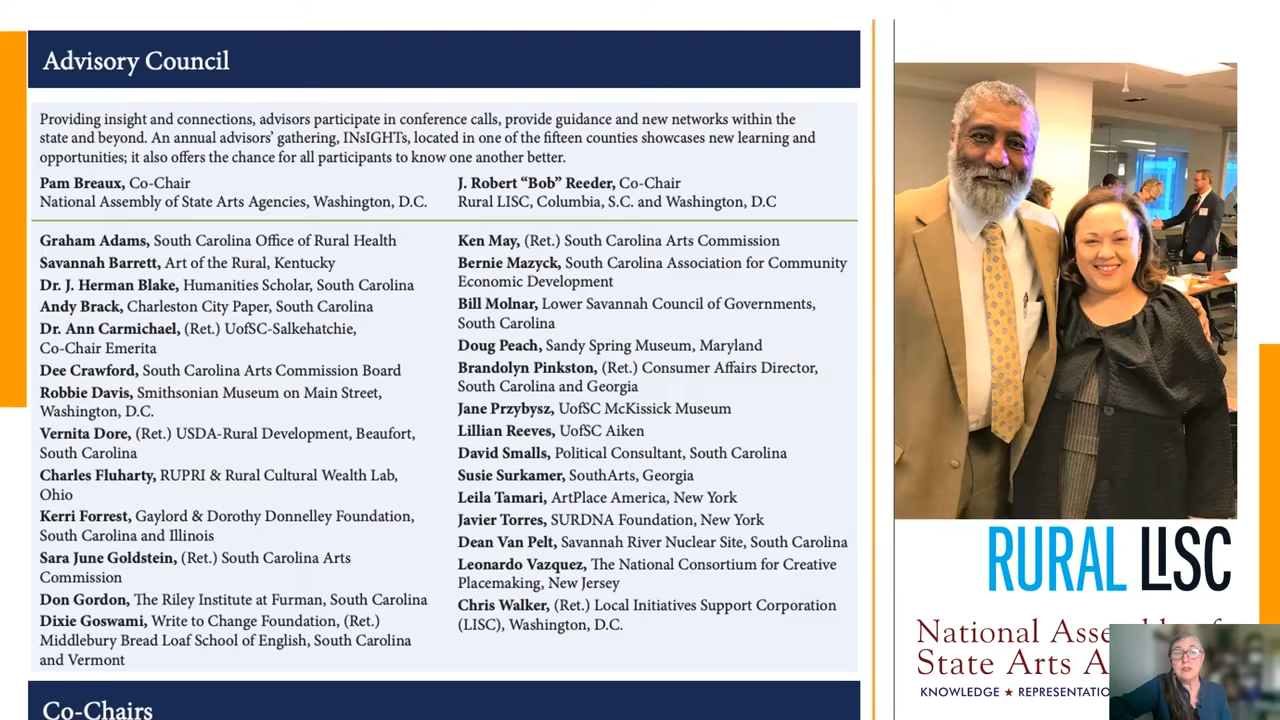 Advisory Council
Providing insight and connections, advisors participate in conference calls, provide guidance and new networks within the
state and beyond. An annual advisors’ gathering, INsIGHTs, located in one of the fifteen counties showcases new learning and
opportunities; it also offers the chance for all participants to know one another better.
Pam Breaux, Co-Chair
National Assembly of State Arts Agencies, Washington, D.C.
J. Robert “Bob” Reeder, Co-Chair
Rural LISC, Columbia, S.C. and Washington, D.C
Graham Adams, South Carolina Office of Rural Health
Savannah Barrett, Art of the Rural, Kentucky
Dr. J. Herman Blake, Humanities Scholar, South Carolina
Andy Brack, Charleston City Paper, South Carolina
Dr. Ann Carmichael, (Ret.) UofSC-Salkehatchie,
Co-Chair Emerita
Dee Crawford, South Carolina Arts Commission Board
Robbie Davis, Smithsonian Museum on Main Street,
Washington, D.C.
Vernita Dore, (Ret.) USDA-Rural Development, Beaufort,
South Carolina
Charles Fluharty, RUPRI & Rural Cultural Wealth Lab,
Ohio
Kerri Forrest, Gaylord & Dorothy Donnelley Foundation,
South Carolina and Illinois
Sara June Goldstein, (Ret.) South Carolina Arts
Commission
Don Gordon, The Riley Institute at Furman, South Carolina
Dixie Goswami, Write to Change Foundation, (Ret.)
Middlebury Bread Loaf School of English, South Carolina
and Vermont
Ken May, (Ret.) South Carolina Arts Commission
Bernie Mazyck, South Carolina Association for Community
Economic Development
Bill Molnar, Lower Savannah Council of Governments,
South Carolina
Doug Peach, Sandy Spring Museum, Maryland
Brandolyn Pinkston, (Ret.) Consumer Affairs Director,
South Carolina and Georgia
Jane Przybysz, UofSC McKissick Museum
Lillian Reeves, UofSC Aiken
David Smalls, Political Consultant, South Carolina
Susie Surkamer, SouthArts, Georgia
Leila Tamari, ArtPlace America, New York
Javier Torres, SURDNA Foundation, New York
Dean Van Pelt, Savannah River Nuclear Site, South Carolina
Leonardo Vazquez, The National Consortium for Creative
Placemaking, New Jersey
Chris Walker, (Ret.) Local Initiatives Support Corporation
(LISC), Washington, D.C.
Co-Chairs
RURAL LISC
National
State Arts
KNOWLEDGE ★